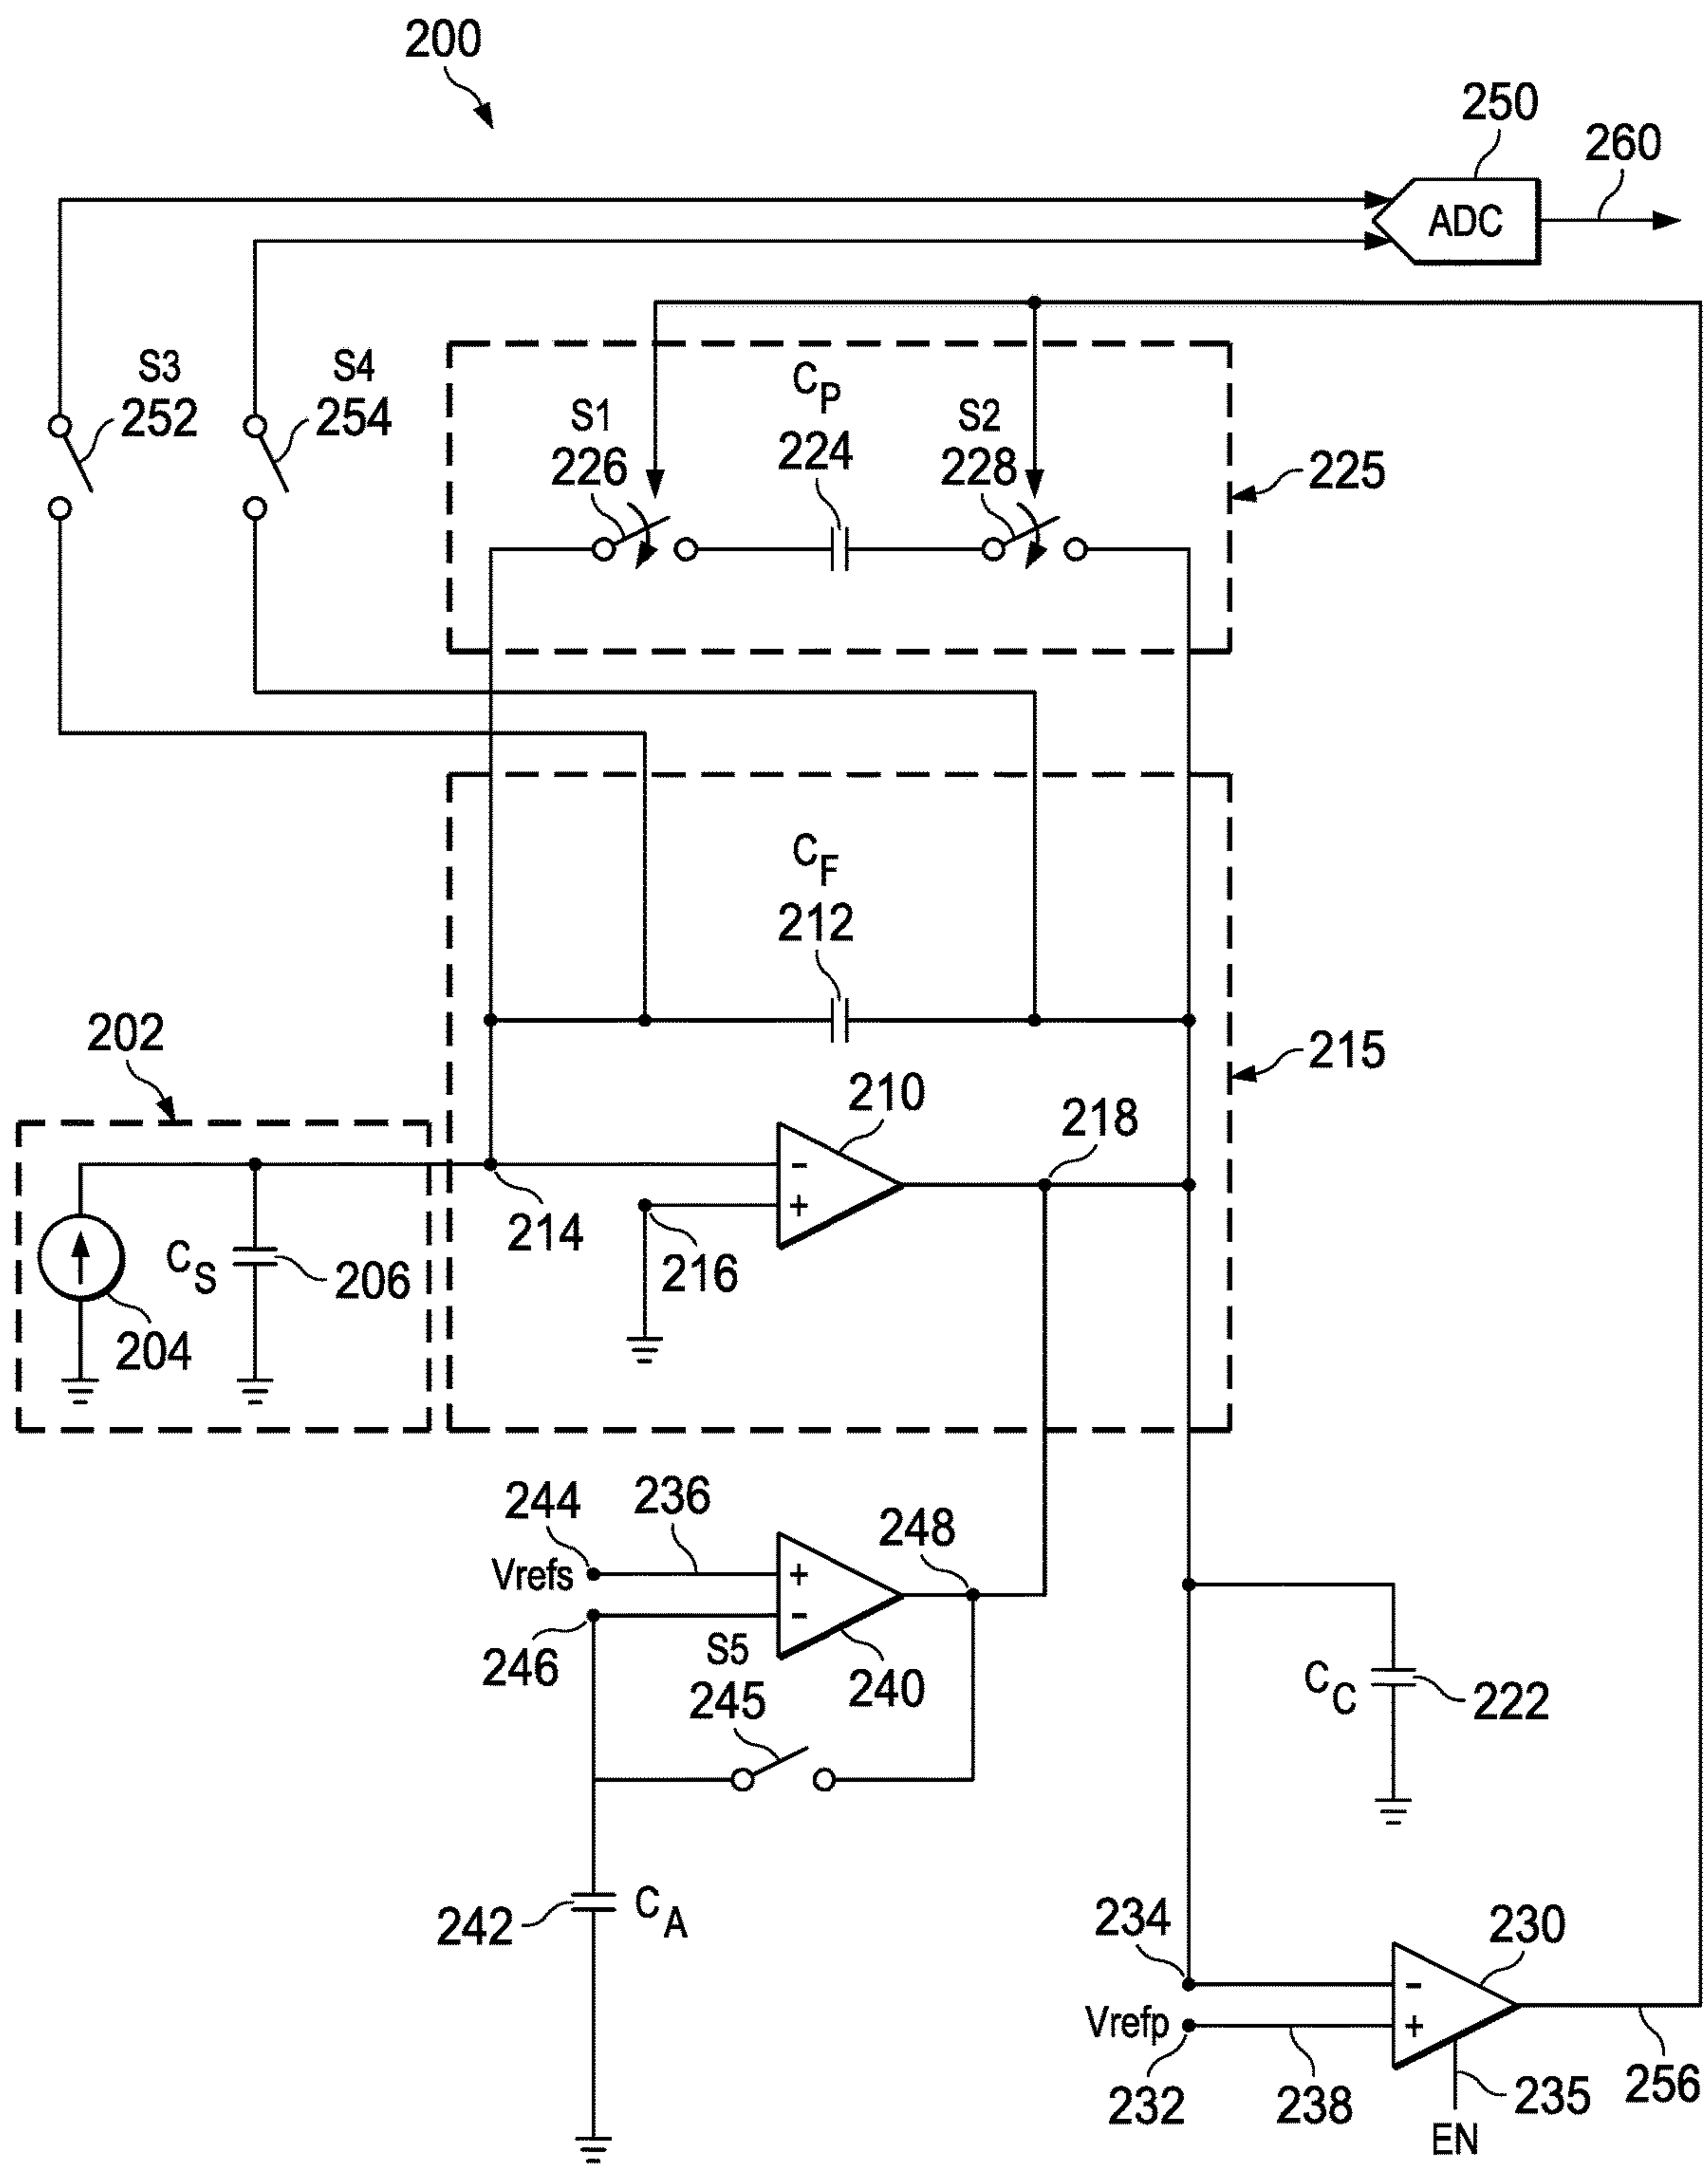 200
250
260
ADC
S3
252
S4
254
S1
226
CP
224
S2
228
225
CF
212
202
215
210
218
-
+
214
216
CS
206
204
244
236
248
Vrefs
+
-
246
S5
245
240
CC
222
242
CA
234
230
-
Vrefp
+
232
238
235
256
EN